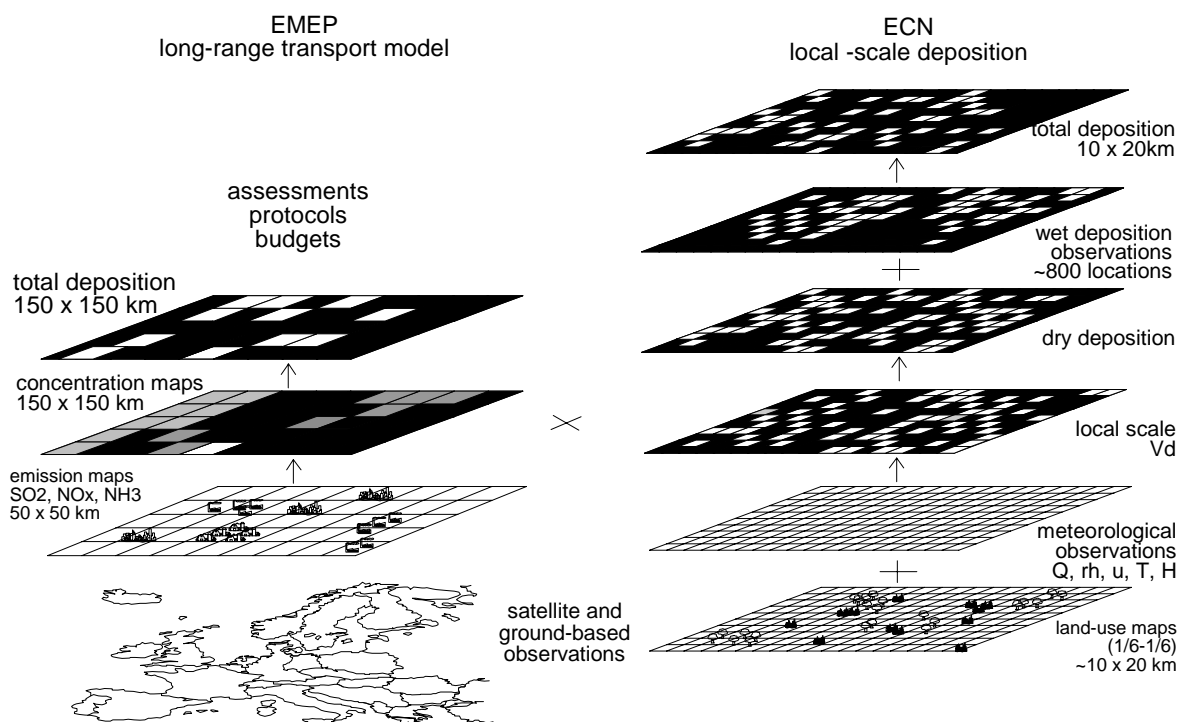 EMEP
long-range transport model
assessments
protocols
budgets
total deposition
150 x 150 km
concentration maps
150 x 150 km
emission maps
SO2, NOx, NH3
50 x 50 km
satellite and
ground-based
observations
ECN
local -scale deposition
total deposition
10 x 20km
wet deposition
observations
~800 locations
dry deposition
local scale
Vd
meteorological
observations
Q, rh, u, T, H
land-use maps
(1/6-1/6)
~10 x 20 km